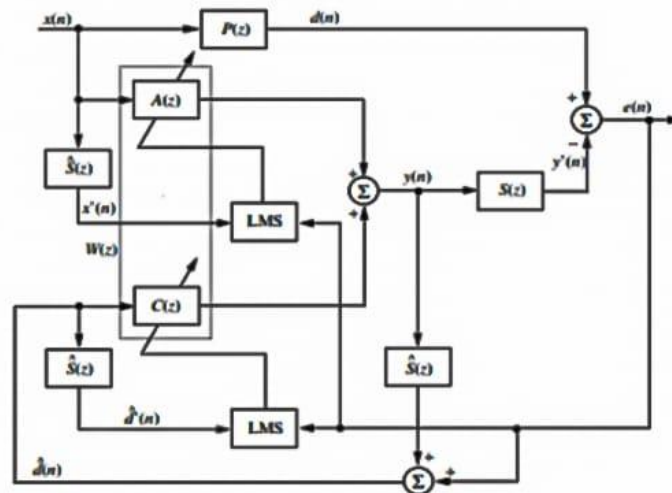 x(n)
P(z)
d(n)
+
Σ
e(n)
−
y'(n)
A(z)
Ŝ(z)
x'(n)
LMS
W(z)
+
Σ
+
y(n)
S(z)
C(z)
Ŝ(z)
Ŝ(z)
d̂'(n)
LMS
d̂(n)
+
Σ
+